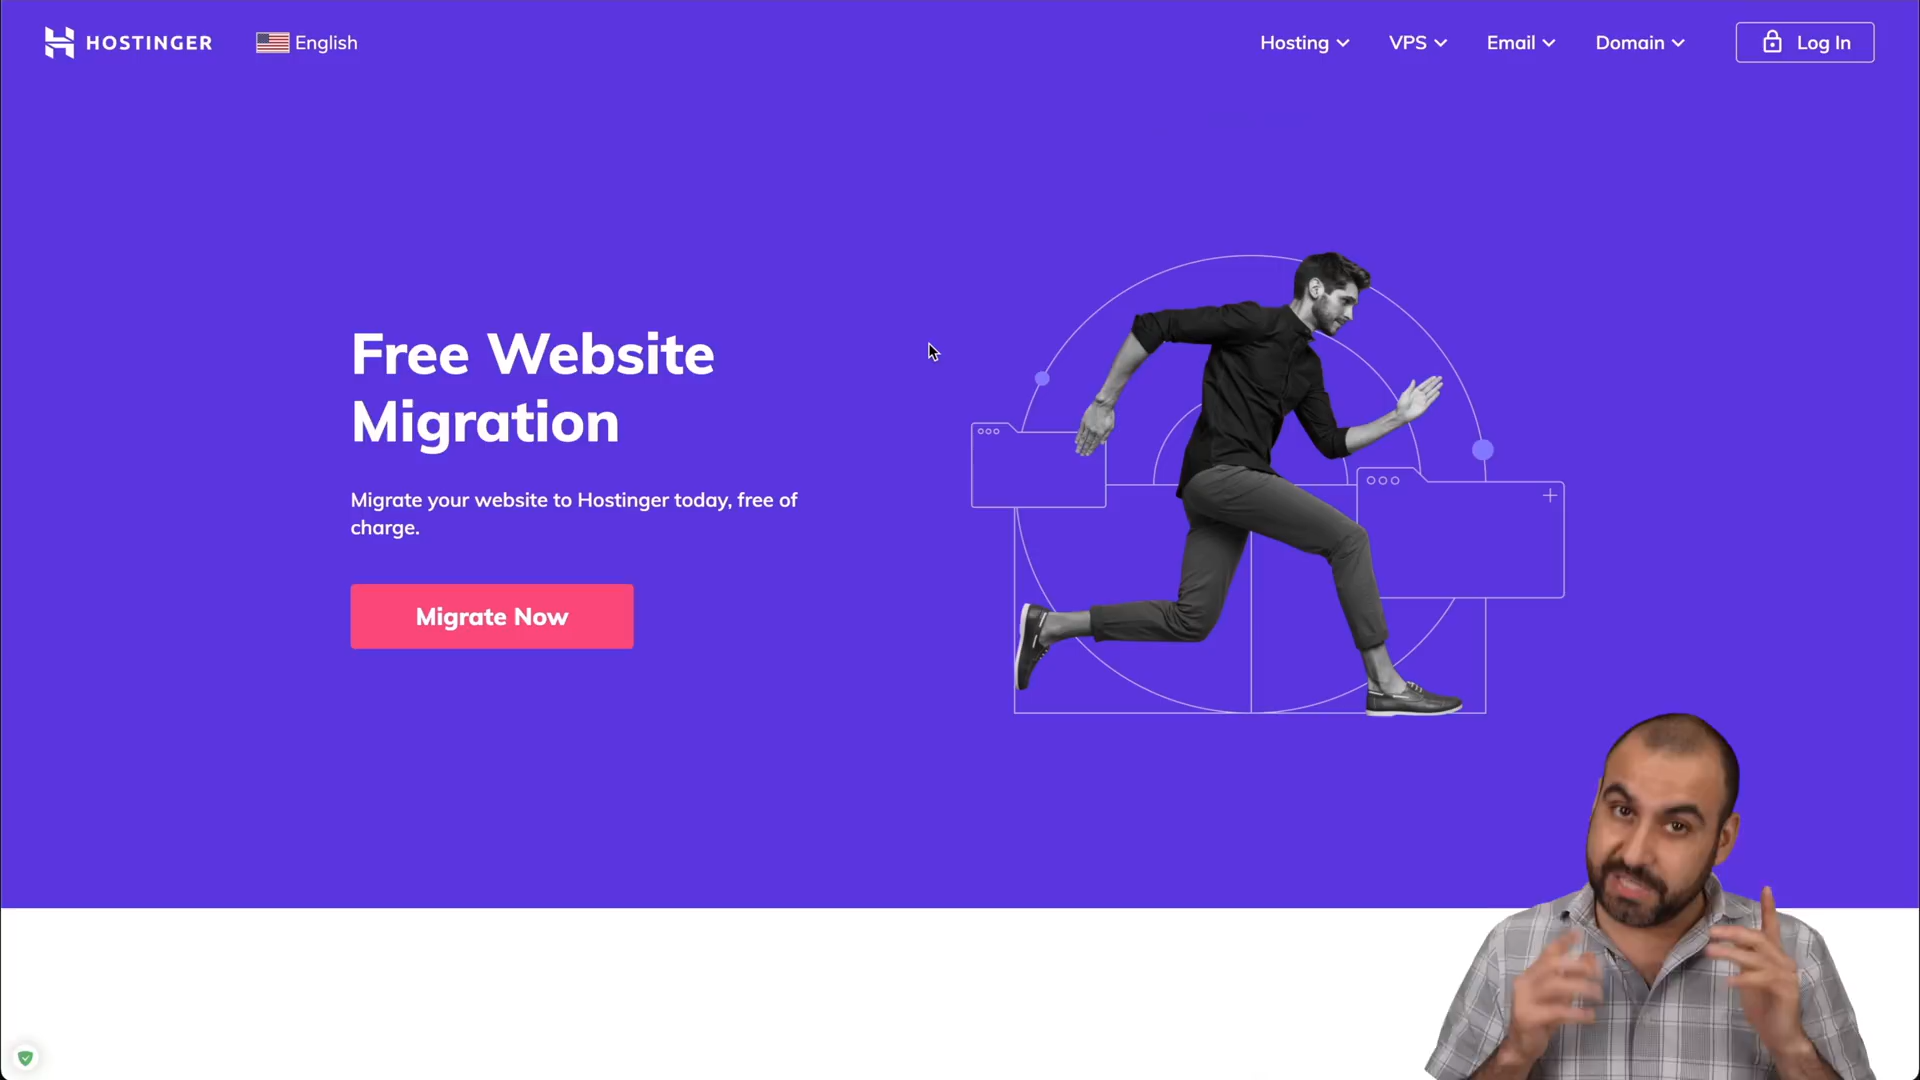 HOSTINGER
English
Hosting
VPS
Email
Domain
Log In
Free Website
Migration
Migrate your website to Hostinger today, free of
charge.
Migrate Now